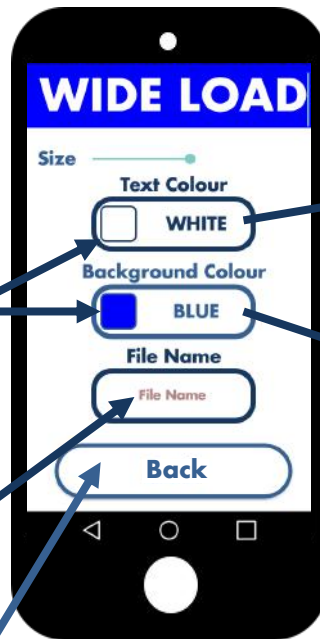 WIDE LOAD
Size
Text Colour
WHITE
Background Colour
BLUE
File Name
File Name
Back